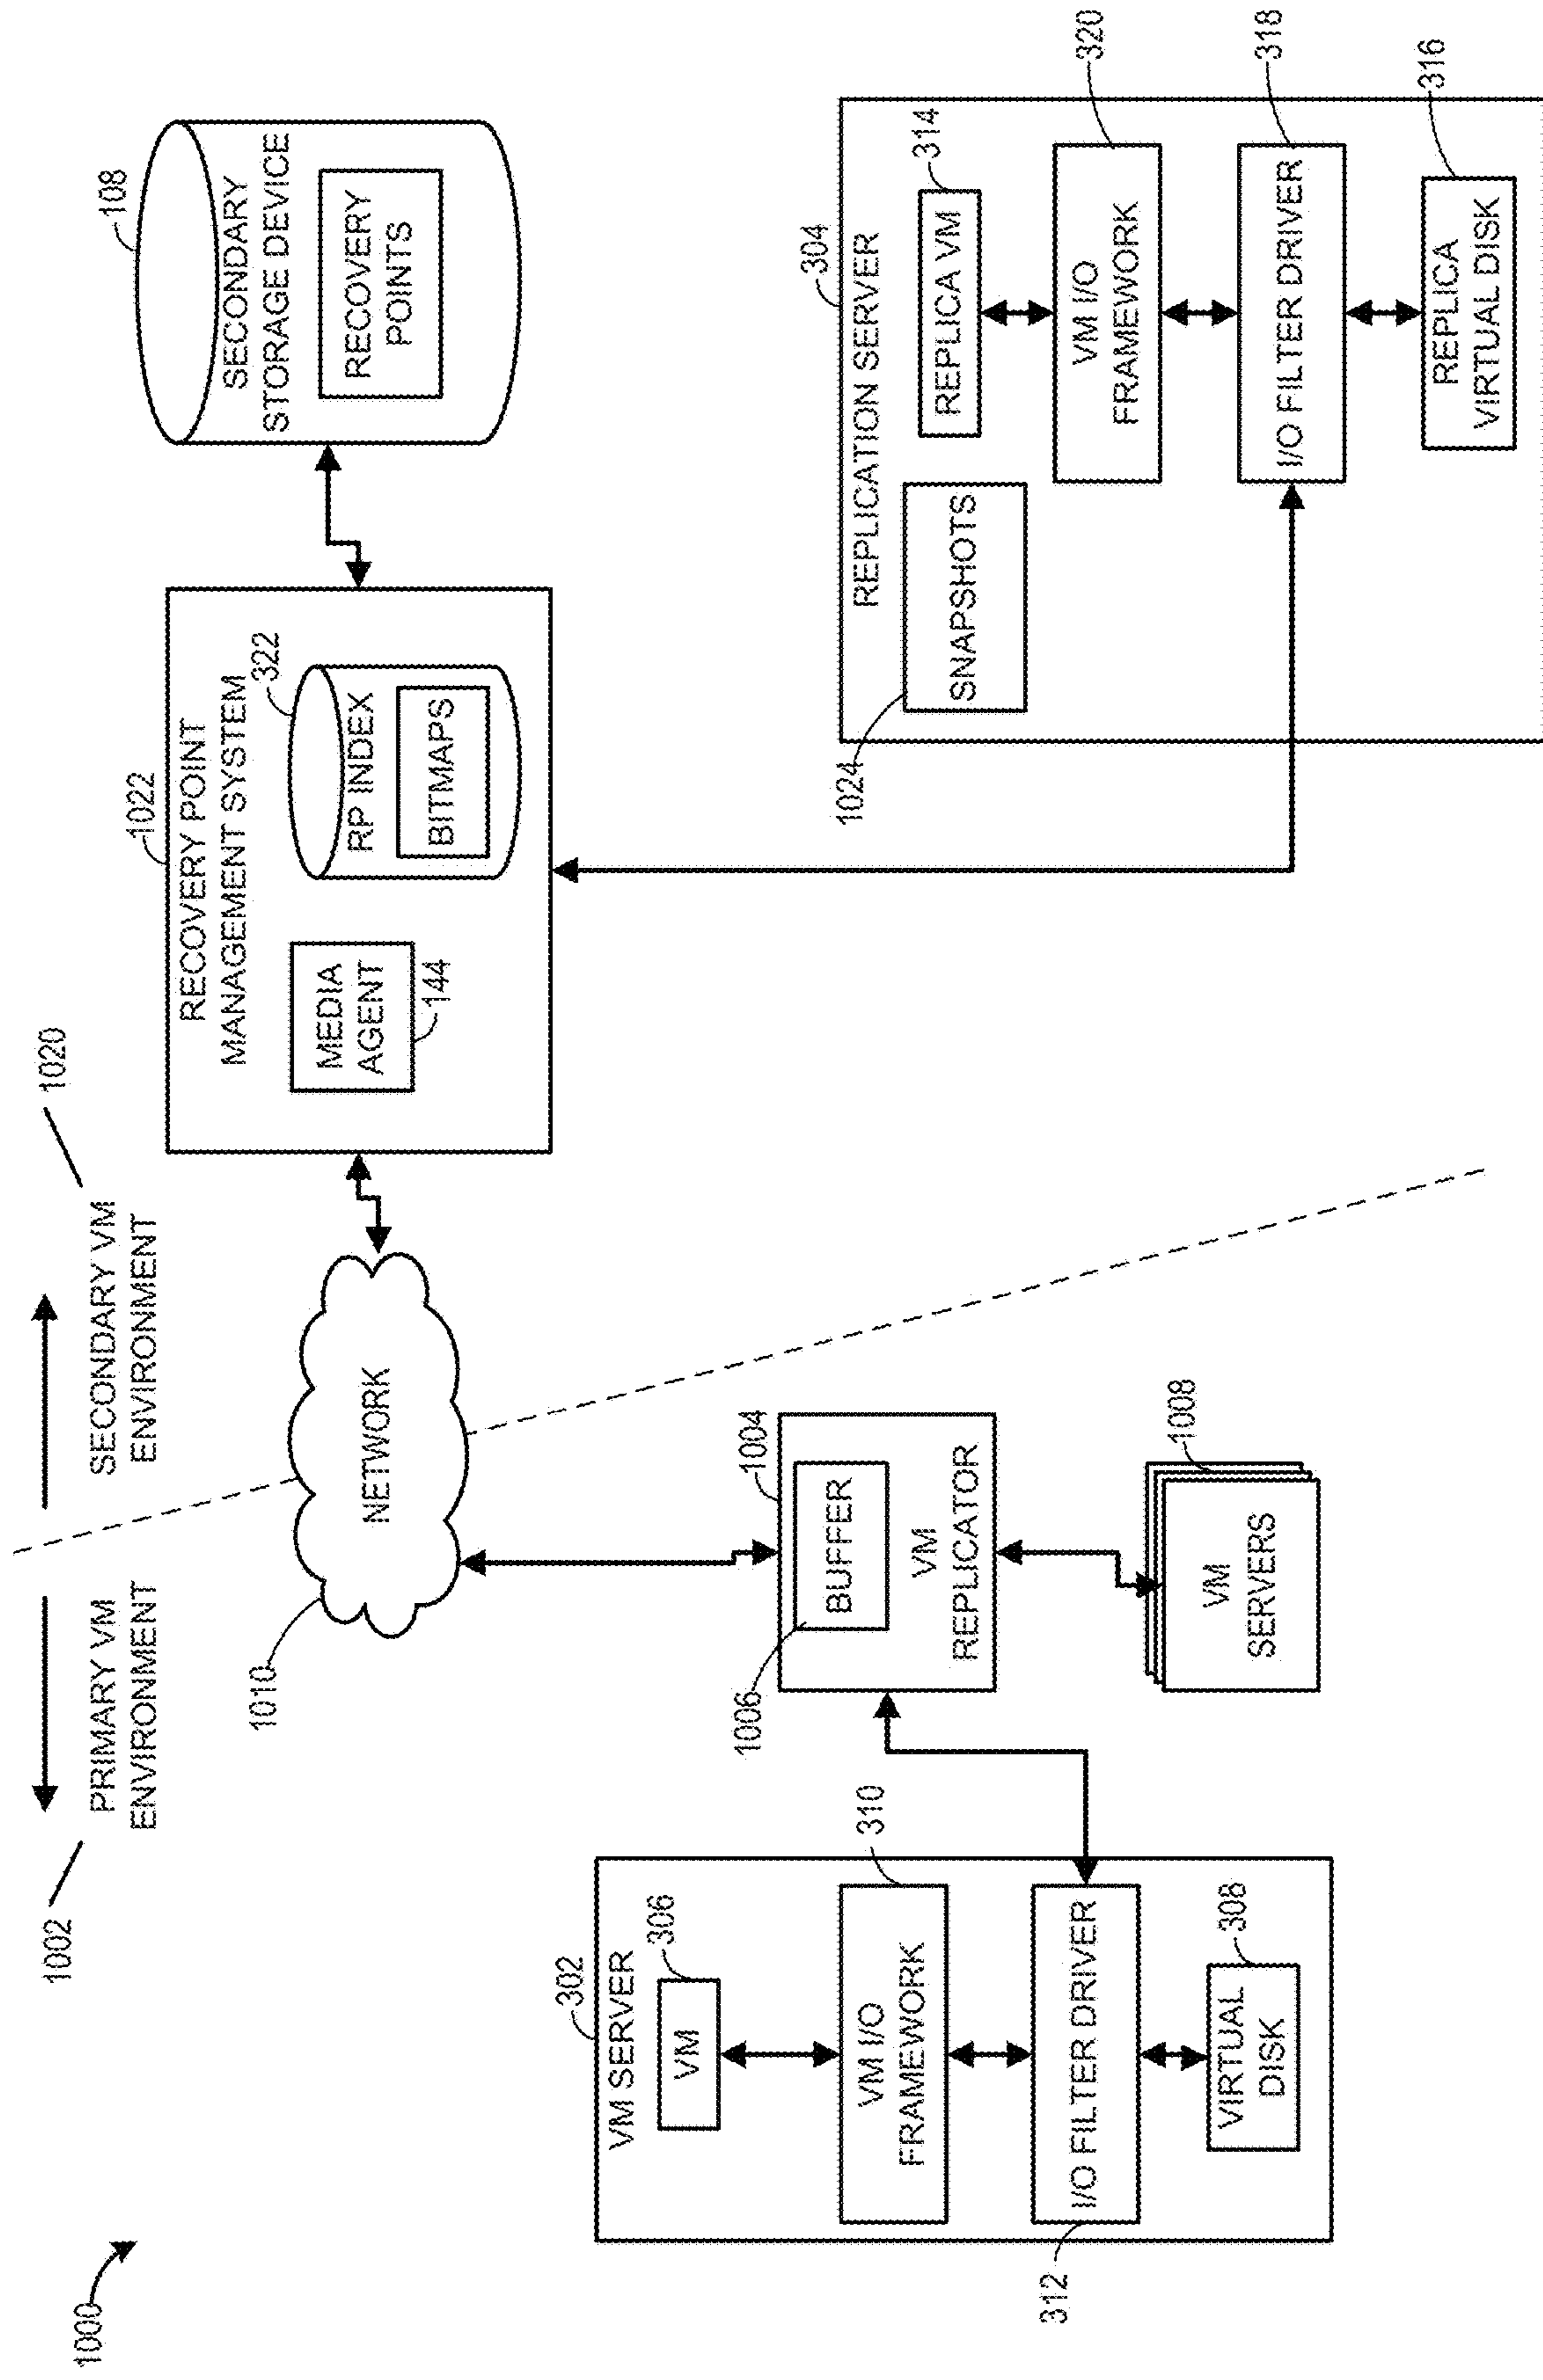 1000
1002
PRIMARY VM
ENVIRONMENT
SECONDARY VM
ENVIRONMENT
1020
1010
NETWORK
1022
RECOVERY POINT
MANAGEMENT SYSTEM
MEDIA
AGENT
144
322
RP INDEX
BITMAPS
108
SECONDARY
STORAGE DEVICE
RECOVERY
POINTS
302
VM SERVER
306
VM
310
VM I/O
FRAMEWORK
312
I/O FILTER DRIVER
308
VIRTUAL
DISK
1004
1006
BUFFER
VM
REPLICATOR
1008
VM
SERVERS
304
REPLICATION SERVER
1024
SNAPSHOTS
314
REPLICA VM
320
VM I/O
FRAMEWORK
318
I/O FILTER DRIVER
316
REPLICA
VIRTUAL DISK